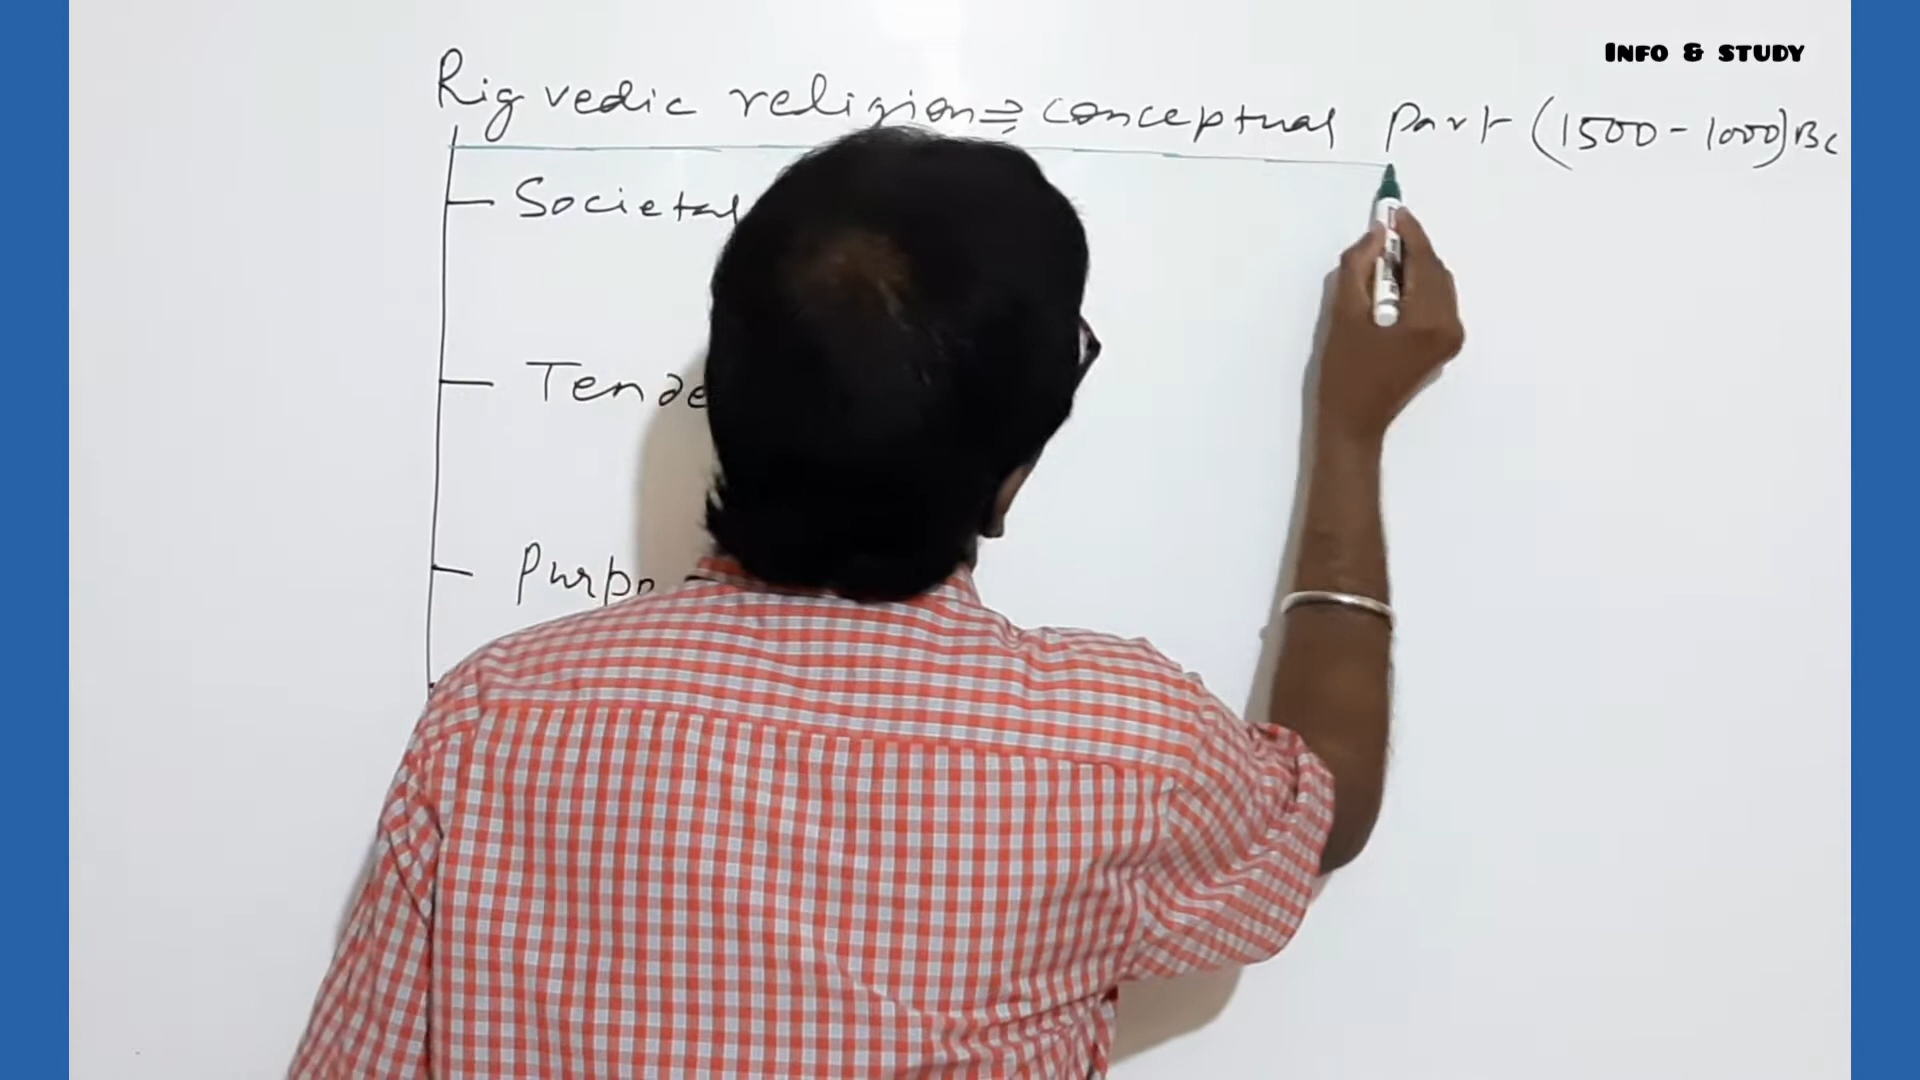 INFO & STUDY
Rig vedic religion ⇒ conceptual Part (1500 - 1000) BC
Societal
Tende
Purpo